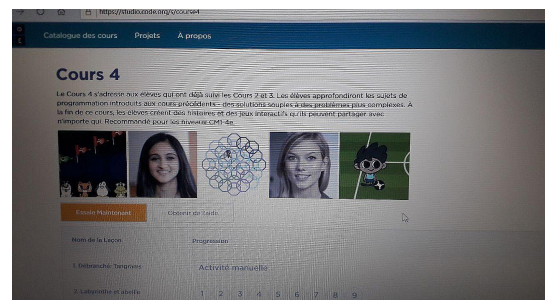 https://studio.code.org/s/course4
Catalogue des cours Projets À propos
Cours 4
Le Cours 4 s'adresse aux élèves qui ont déjà suivi les Cours 2 et 3. Les élèves approfondiront les sujets de
programmation introduits aux cours précédents – des solutions souples à des problèmes plus complexes. À
la fin de ce cours, les élèves créent des histoires et des jeux interactifs qu'ils peuvent partager avec
n'importe qui. Recommandé pour les niveaux CM1-4e.
Essaie Maintenant Obtenir de l'aide
Nom de la Leçon Progression
1. Débranché: Tangrams Activité manuelle
2. Labyrinthe et abeille 1 2 3 4 5 6 7 8 9